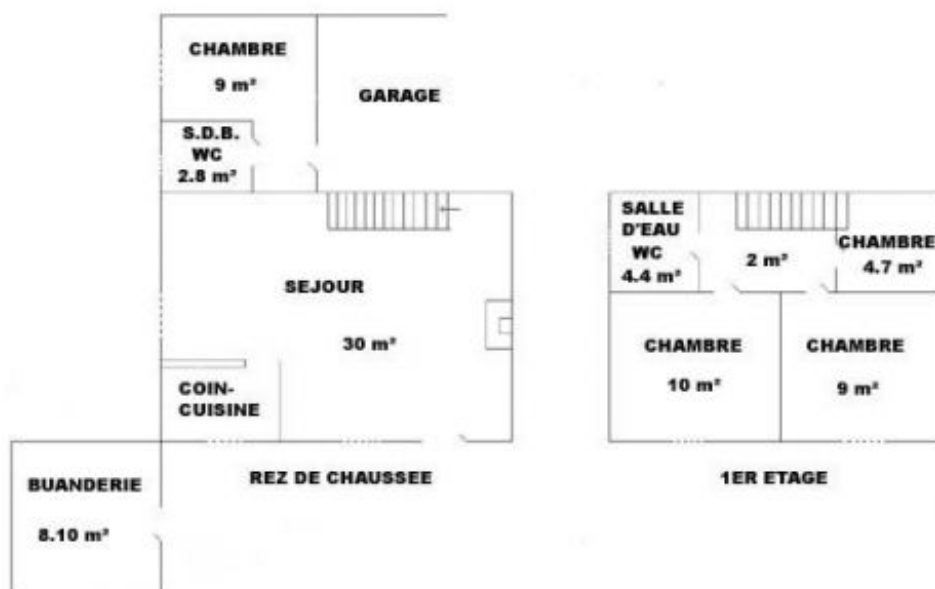 CHAMBRE
9 m²
GARAGE
S.D.B.
WC
2.8 m²
SEJOUR
30 m²
COIN-
CUISINE
BUANDERIE
8.10 m²
REZ DE CHAUSSEE
SALLE
D'EAU
WC
4.4 m²
2 m²
CHAMBRE
4.7 m²
CHAMBRE
10 m²
CHAMBRE
9 m²
1ER ETAGE